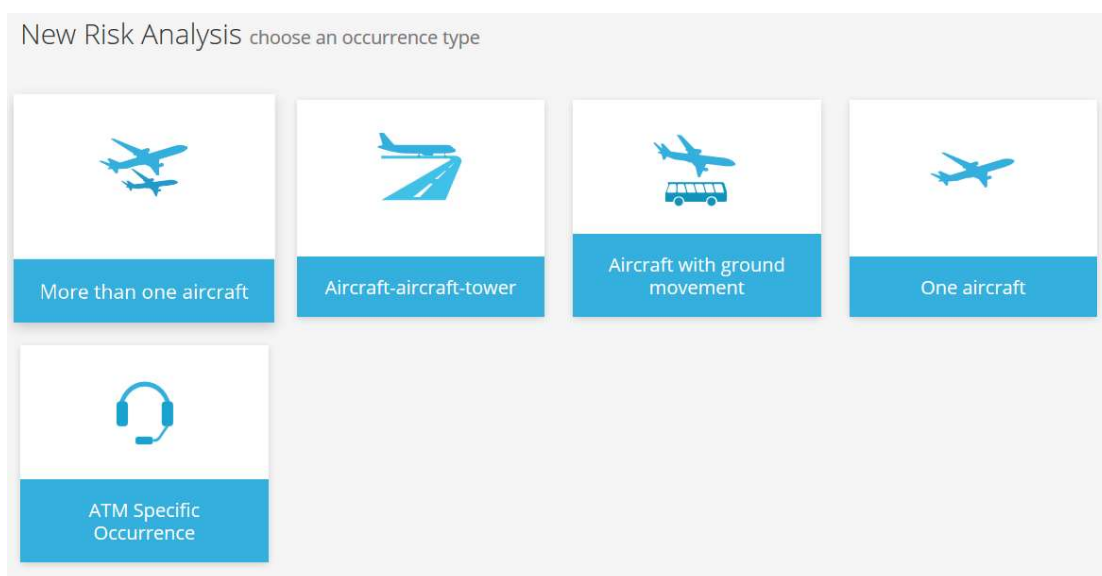 New Risk Analysis choose an occurrence type
More than one aircraft
Aircraft-aircraft-tower
Aircraft with ground
movement
One aircraft
ATM Specific
Occurrence